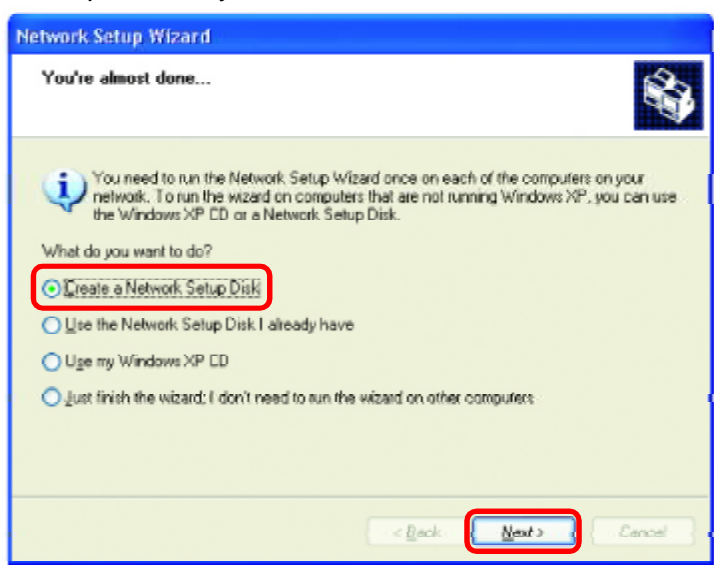 Network Setup Wizard
You're almost done...
You need to run the Network Setup Wizard once on each of the computers on your
network. To run the wizard on computers that are not running Windows XP, you can use
the Windows XP CD or a Network Setup Disk.
What do you want to do?
Create a Network Setup Disk
Use the Network Setup Disk I already have
Use my Windows XP CD
Just finish the wizard; I don't need to run the wizard on other computers
< Back
Next >
Cancel